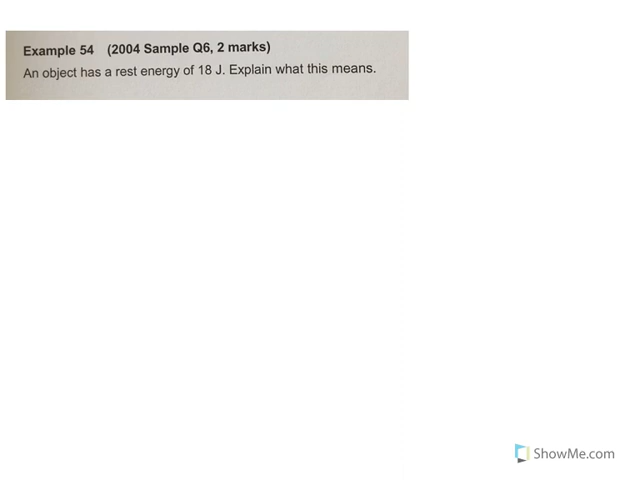 Example 54 (2004 Sample Q6, 2 marks)
An object has a rest energy of 18 J. Explain what this means.
ShowMe.com